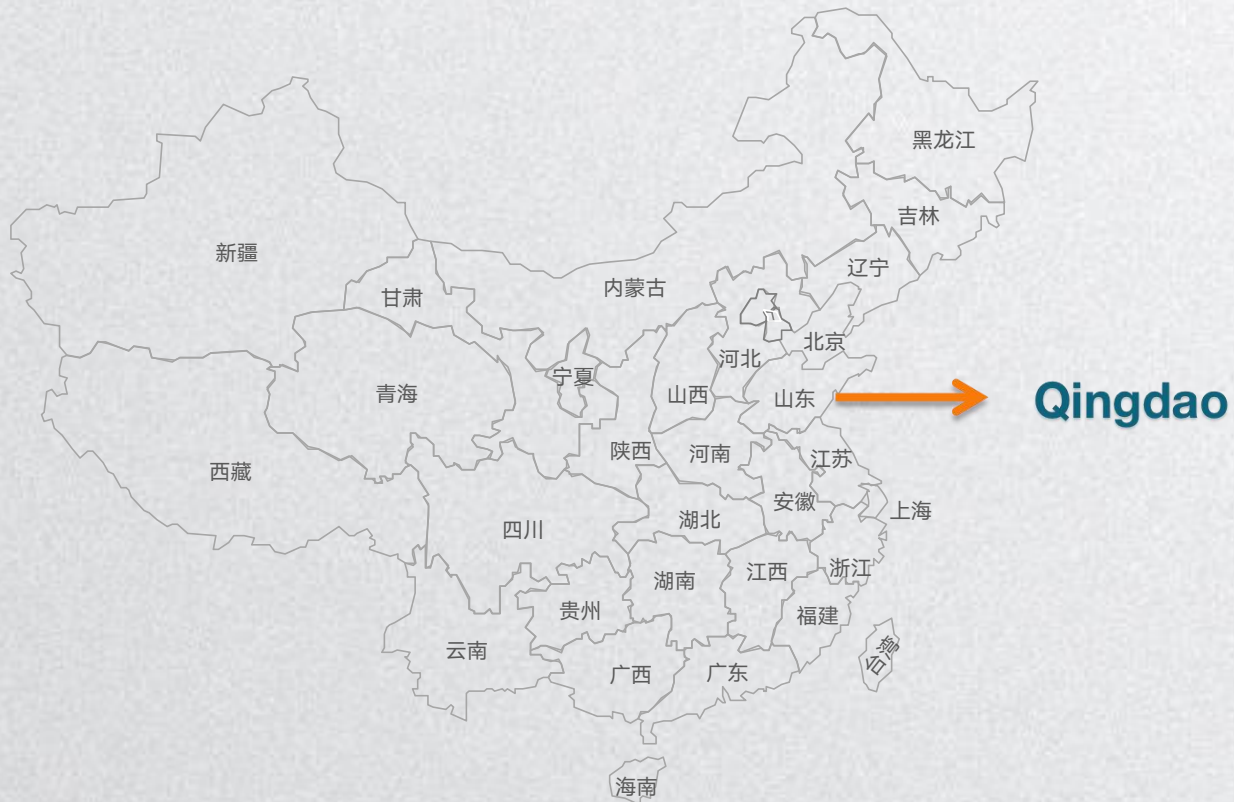 黑龙江
吉林
新疆
辽宁
内蒙古
甘肃
北京
河北
宁夏
青海
山西
山东
Qingdao
陕西
河南
江苏
西藏
安徽
上海
湖北
四川
浙江
江西
湖南
贵州
福建
云南
台湾
广西
广东
海南